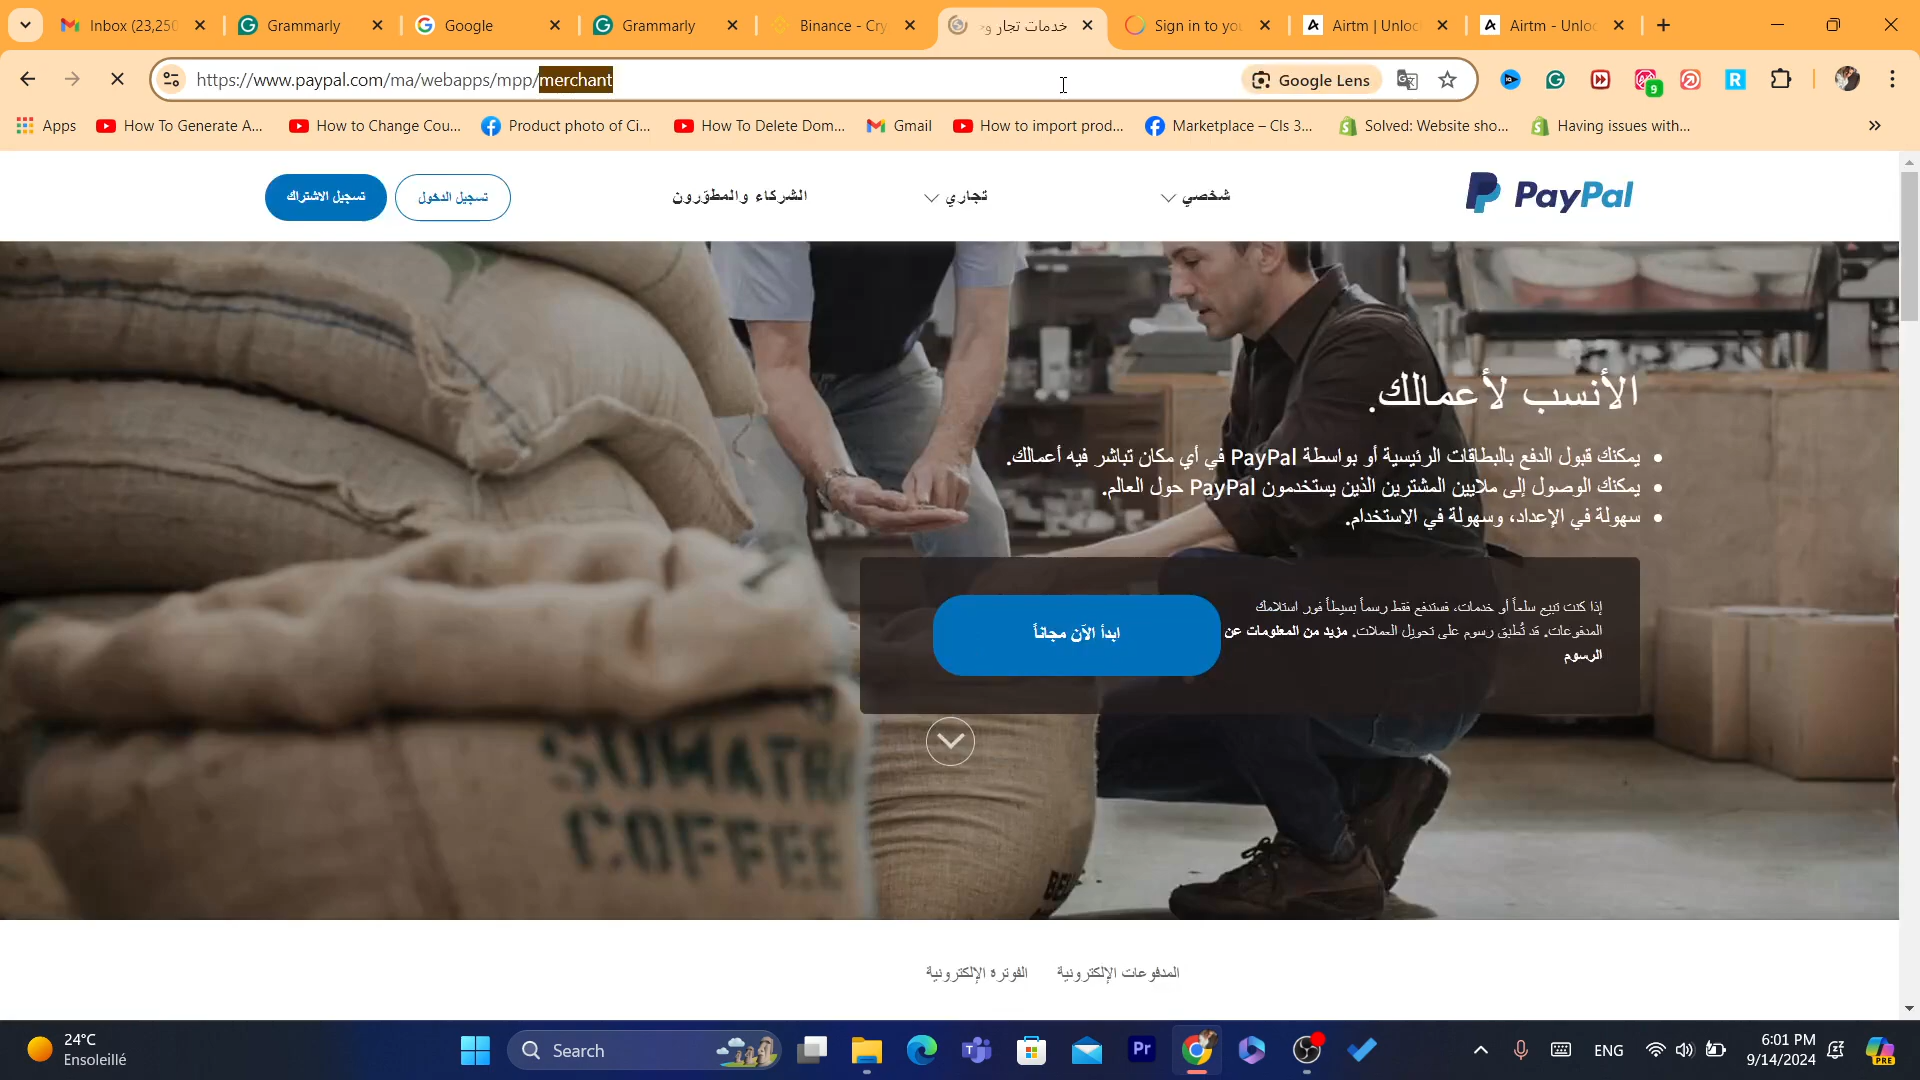 Inbox (23,250
Grammarly
Google
Grammarly
Binance - Cry
خدمات تجار وح
Sign in to you
Airtm | Unloc
Airtm - Unloc
https://www.paypal.com/ma/webapps/mpp/merchant
Google Lens
9
Apps
How To Generate A...
How to Change Cou...
Product photo of Ci...
How To Delete Dom...
Gmail
How to import prod...
Marketplace – Cls 3...
Solved: Website sho...
Having issues with...
PayPal
شخصي
تجاري
الشركاء والمطوّرون
تسجيل الدخول
تسجيل الاشتراك
الأنسب لأعمالك.
يمكنك قبول الدفع بالبطاقات الرئيسية أو بواسطة PayPal في أي مكان تباشر فيه أعمالك.
يمكنك الوصول إلى ملايين المشترين الذين يستخدمون PayPal حول العالم.
سهولة في الإعداد، وسهولة في الاستخدام.
إذا كنت تبيع سلعاً أو خدمات، فستدفع فقط رسماً بسيطاً فور استلامك
المدفوعات. قد تُطبق رسوم على تحويل العملات. مزيد من المعلومات عن
الرسوم
ابدأ الآن مجاناً
SUMATRA
COFFEE
المدفوعات الإلكترونية
الفوترة الإلكترونية
24°C
Ensoleillé
Search
Pr
ENG
6:01 PM
9/14/2024
PRE